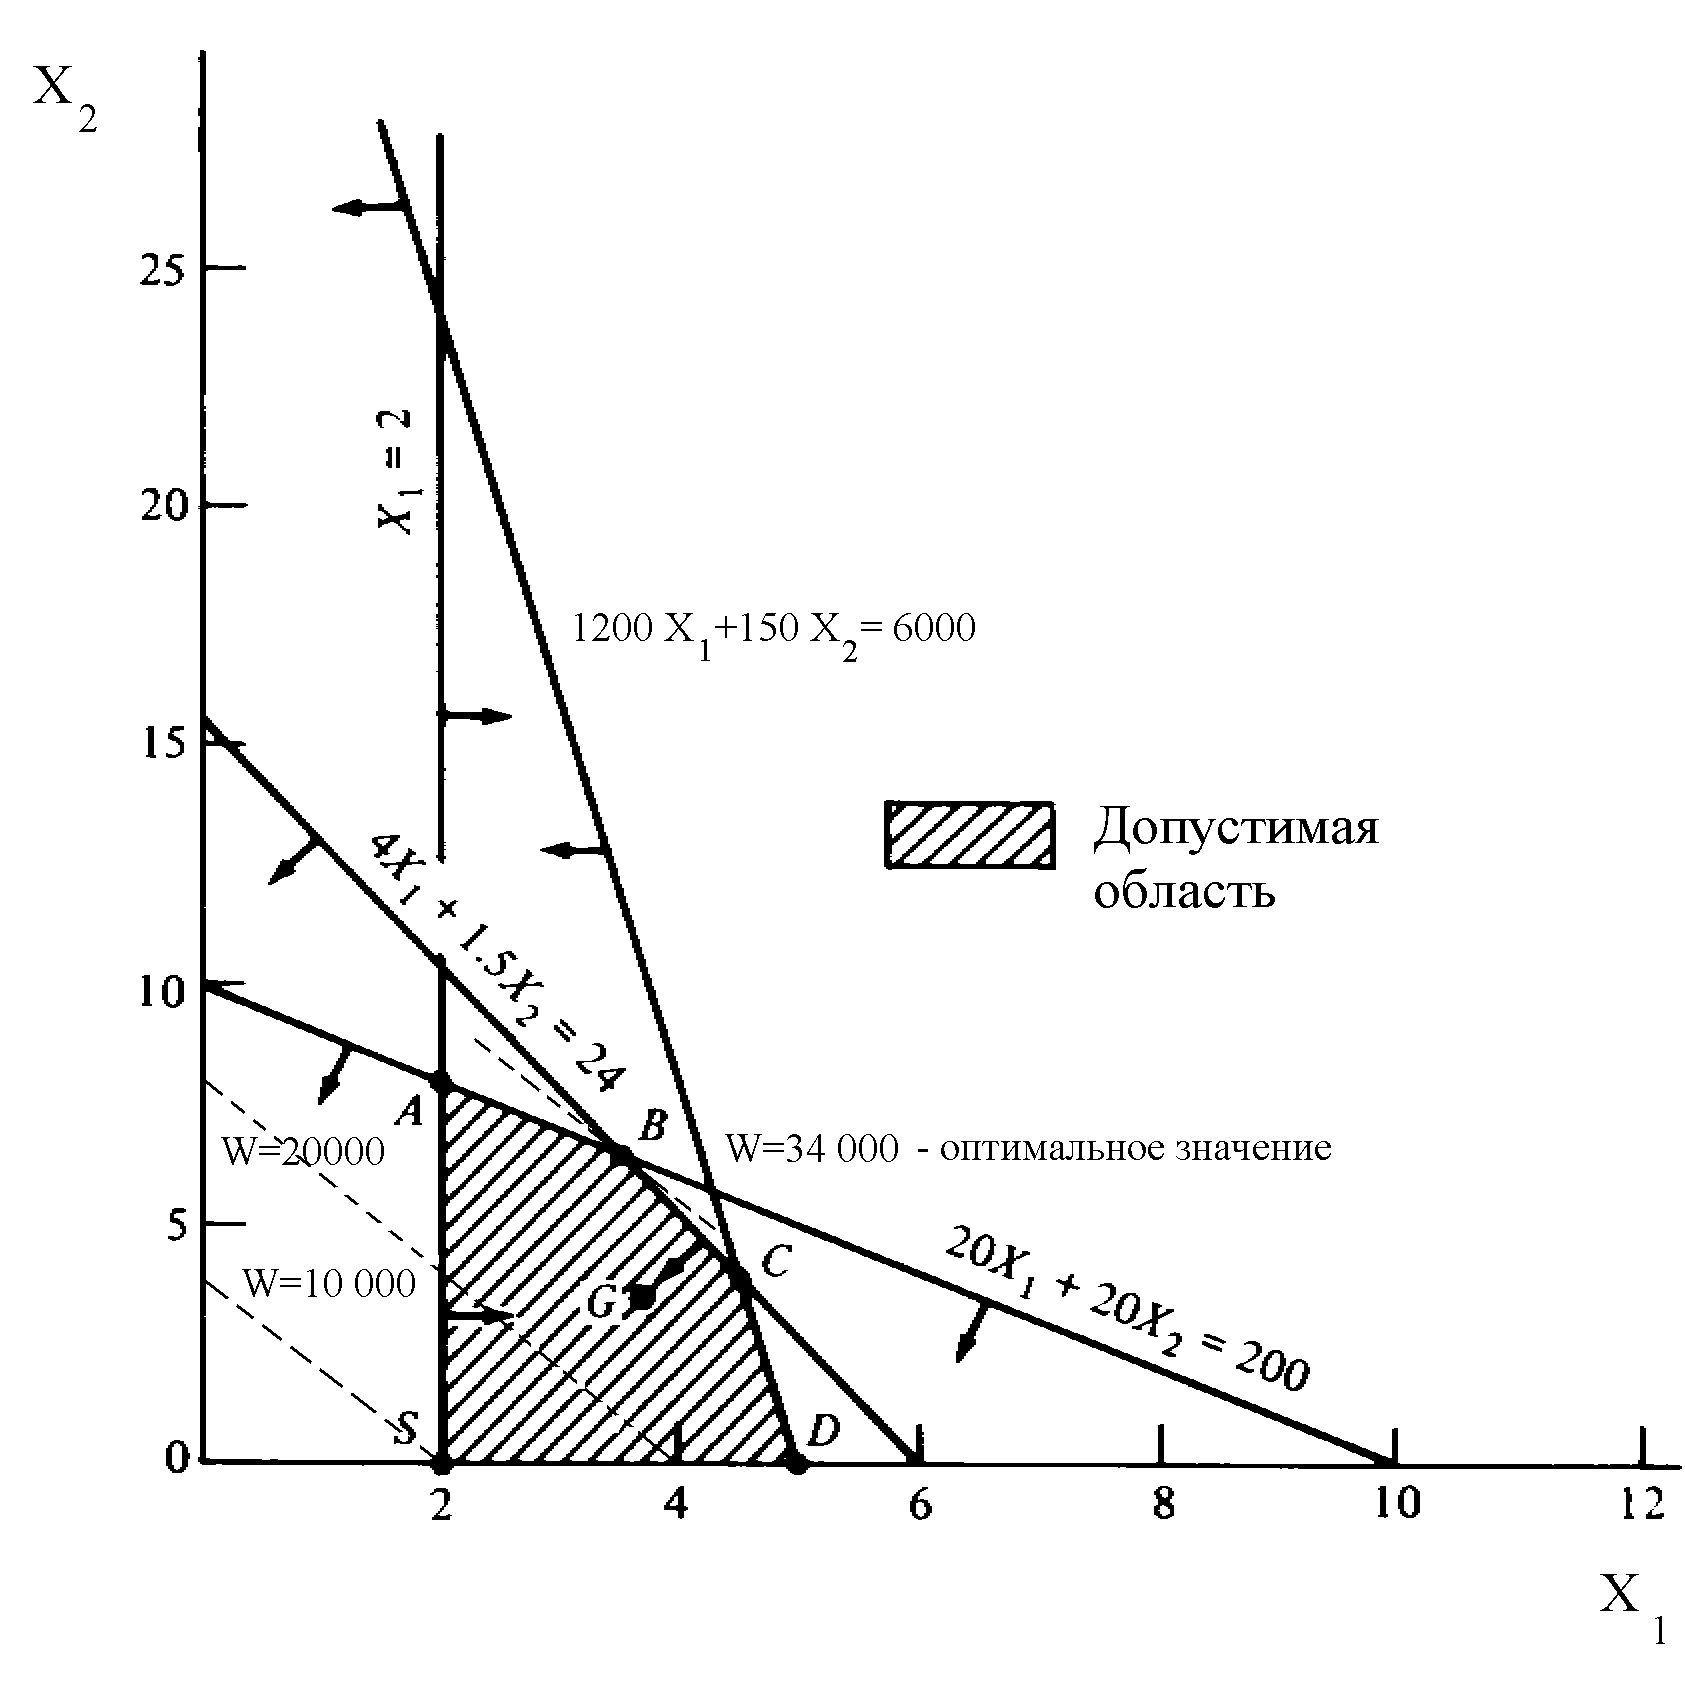 X2
25
20
15
10
5
0
X1 = 2
1200 X1+150 X2= 6000
4X1 × 1.5X2 = 24
Допустимая
область
A
B
W=20000
W=34 000 - оптимальное значение
W=10 000
G
C
20X1 + 20X2 = 200
S
D
2 4 6 8 10 12
X1